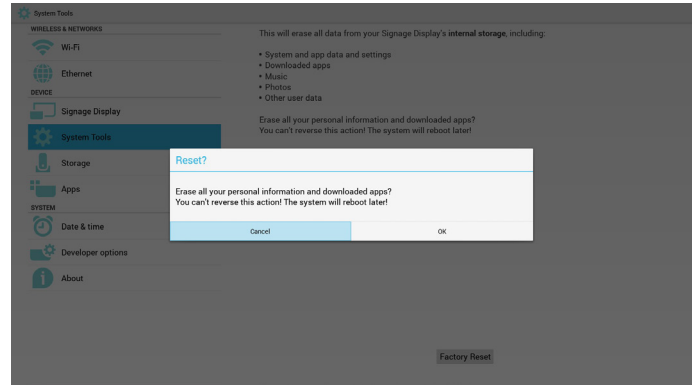 System Tools
WIRELESS & NETWORKS
Wi-Fi
Ethernet
DEVICE
Signage Display
System Tools
Storage
Apps
SYSTEM
Date & time
Developer options
About
This will erase all data from your Signage Display's internal storage, including:
• System and app data and settings
• Downloaded apps
• Music
• Photos
• Other user data
Erase all your personal information and downloaded apps?
You can't reverse this action! The system will reboot later!
Reset?
Erase all your personal information and downloaded apps?
You can't reverse this action! The system will reboot later!
Cancel
OK
Factory Reset